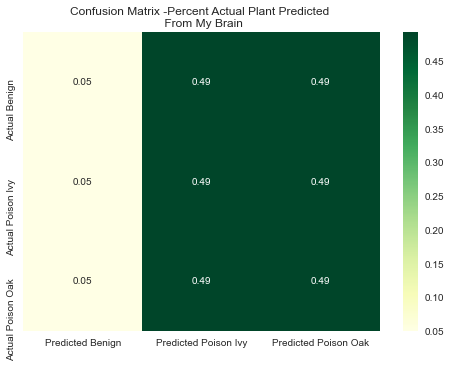 Confusion Matrix -Percent Actual Plant Predicted
From My Brain
Actual Benign
Actual Poison Ivy
Actual Poison Oak
0.05 0.49 0.49
0.05 0.49 0.49
0.05 0.49 0.49
Predicted Benign Predicted Poison Ivy Predicted Poison Oak
0.45
0.40
0.35
0.30
0.25
0.20
0.15
0.10
0.05